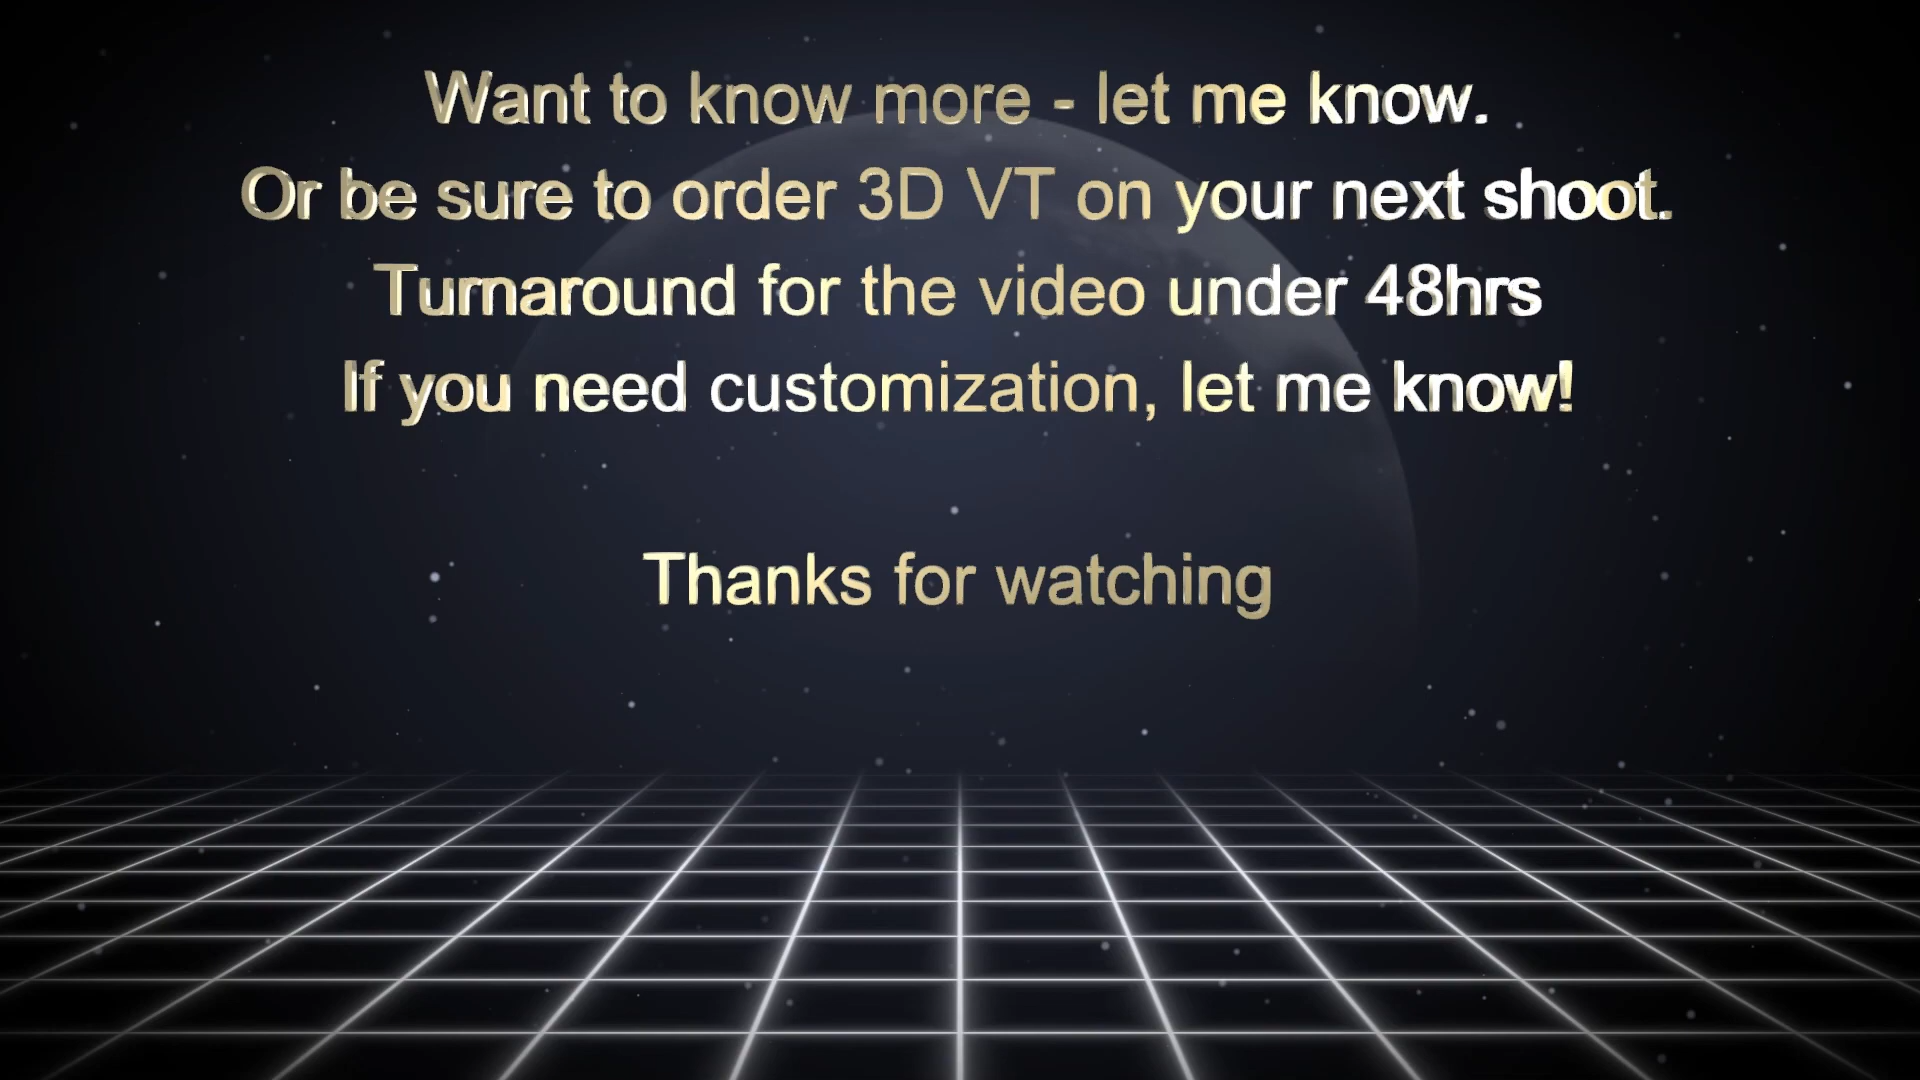 Want to know more - let me know.
Or be sure to order 3D VT on your next shoot.
Turnaround for the video under 48hrs
If you need customization, let me know!
Thanks for watching